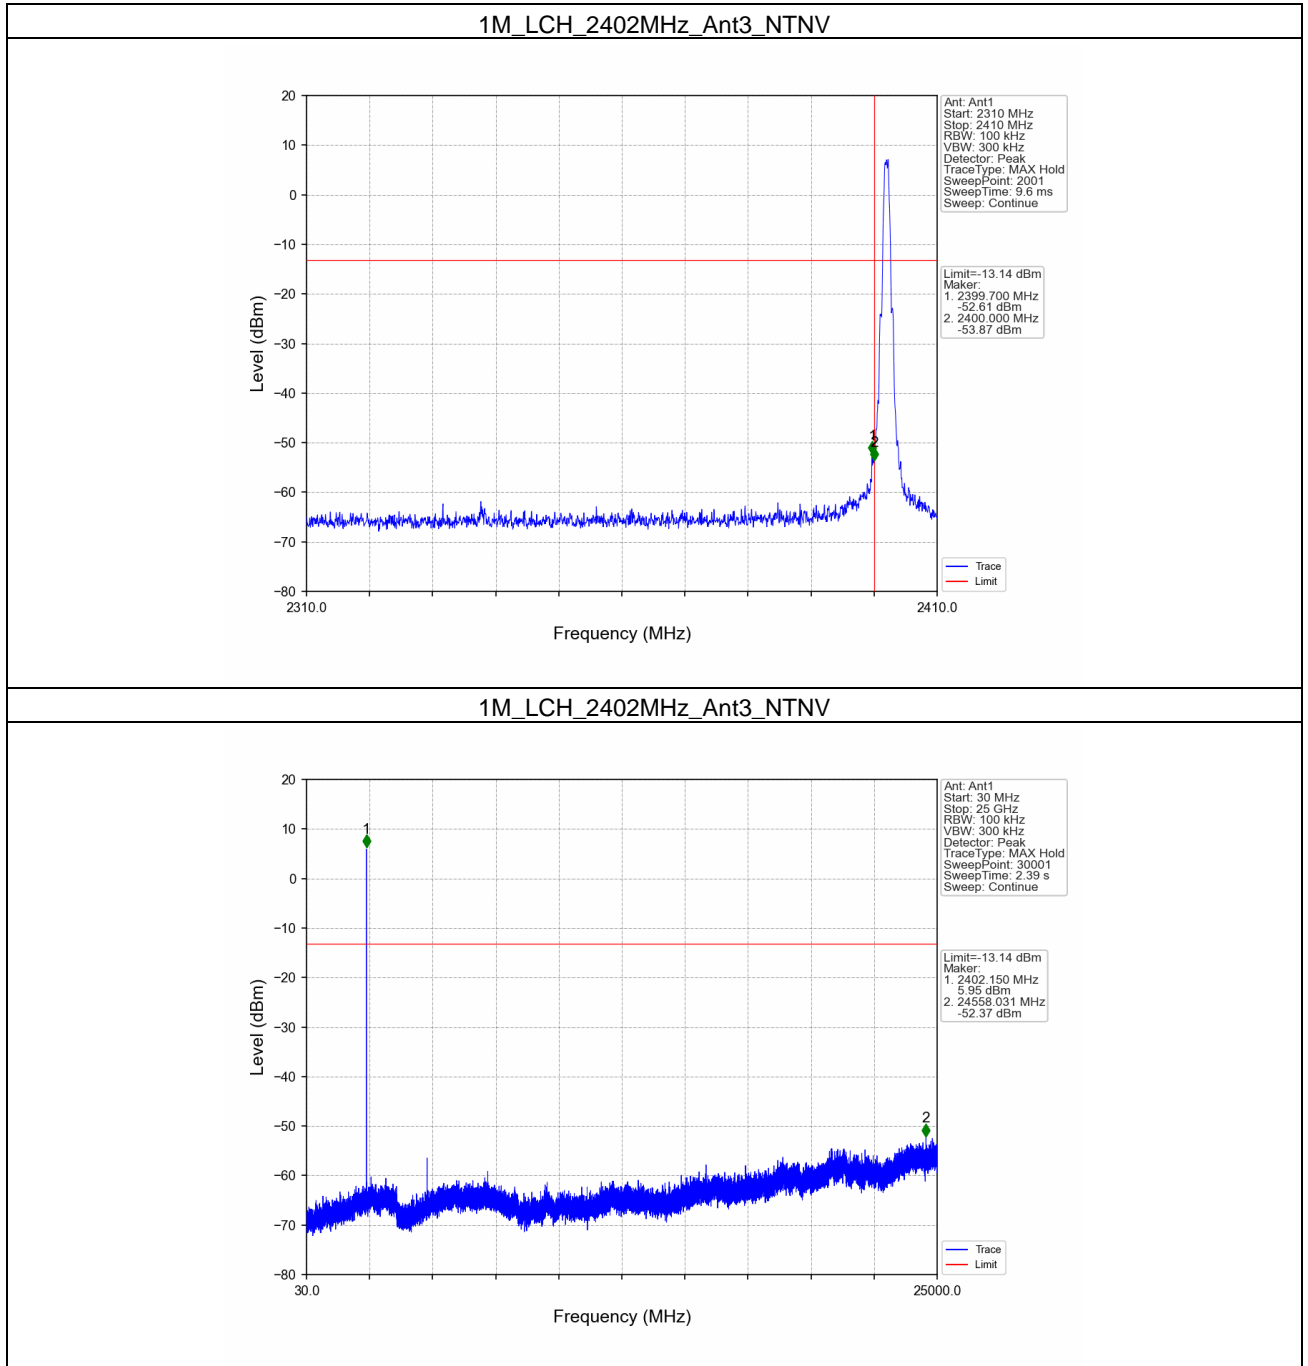 1M_LCH_2402MHz_Ant3_NTNV
20
10
0
−10
−20
−30
−40
−50
−60
−70
−80
Level (dBm)
1
2
2310.0
2410.0
Frequency (MHz)
Ant: Ant1
Start: 2310 MHz
Stop: 2410 MHz
RBW: 100 kHz
VBW: 300 kHz
Detector: Peak
TraceType: MAX Hold
SweepPoint: 2001
SweepTime: 9.6 ms
Sweep: Continue
Limit=-13.14 dBm
Maker:
1. 2399.700 MHz
-52.61 dBm
2. 2400.000 MHz
-53.87 dBm
Trace
Limit
1M_LCH_2402MHz_Ant3_NTNV
20
10
0
−10
−20
−30
−40
−50
−60
−70
−80
Level (dBm)
1
2
30.0
25000.0
Frequency (MHz)
Ant: Ant1
Start: 30 MHz
Stop: 25 GHz
RBW: 100 kHz
VBW: 300 kHz
Detector: Peak
TraceType: MAX Hold
SweepPoint: 30001
SweepTime: 2.39 s
Sweep: Continue
Limit=-13.14 dBm
Maker:
1. 2402.150 MHz
5.95 dBm
2. 24558.031 MHz
-52.37 dBm
Trace
Limit